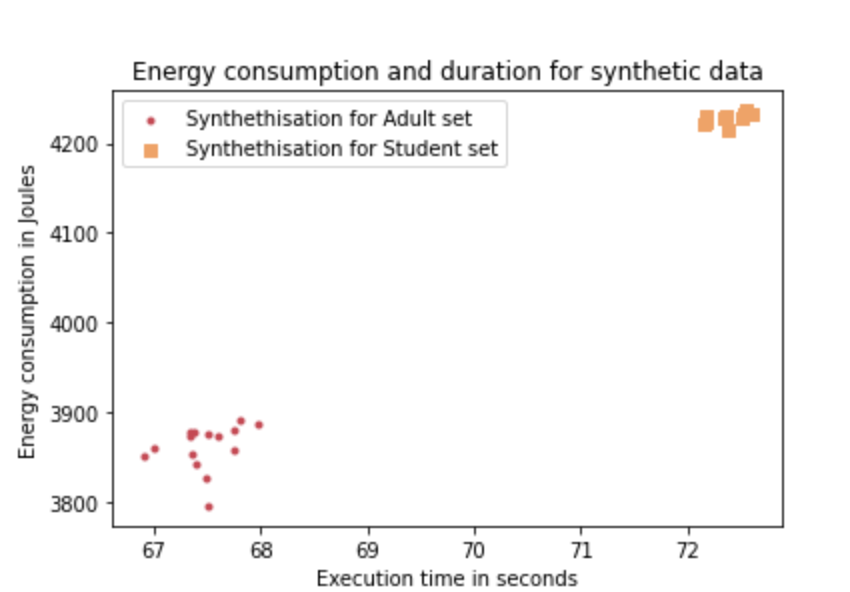 Energy consumption and duration for synthetic data
Synthethisation for Adult set
Synthethisation for Student set
4200
4100
4000
3900
3800
Energy consumption in Joules
67 68 69 70 71 72
Execution time in seconds